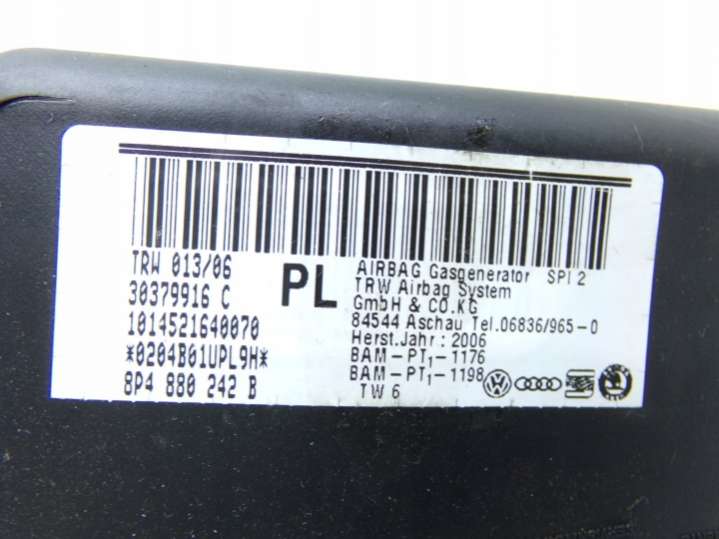 TRW 013/06
30379916 C
1014521640070
*0204B01UPL9H*
8P4 880 242 B
PL
AIRBAG Gasgenerator SPI 2
TRW Airbag System
GmbH & CO.KG
84544 Aschau Tel.06836/965-0
Herst.Jahr: 2006
BAM-PT1-1176
BAM-PT1-1198
TW 6